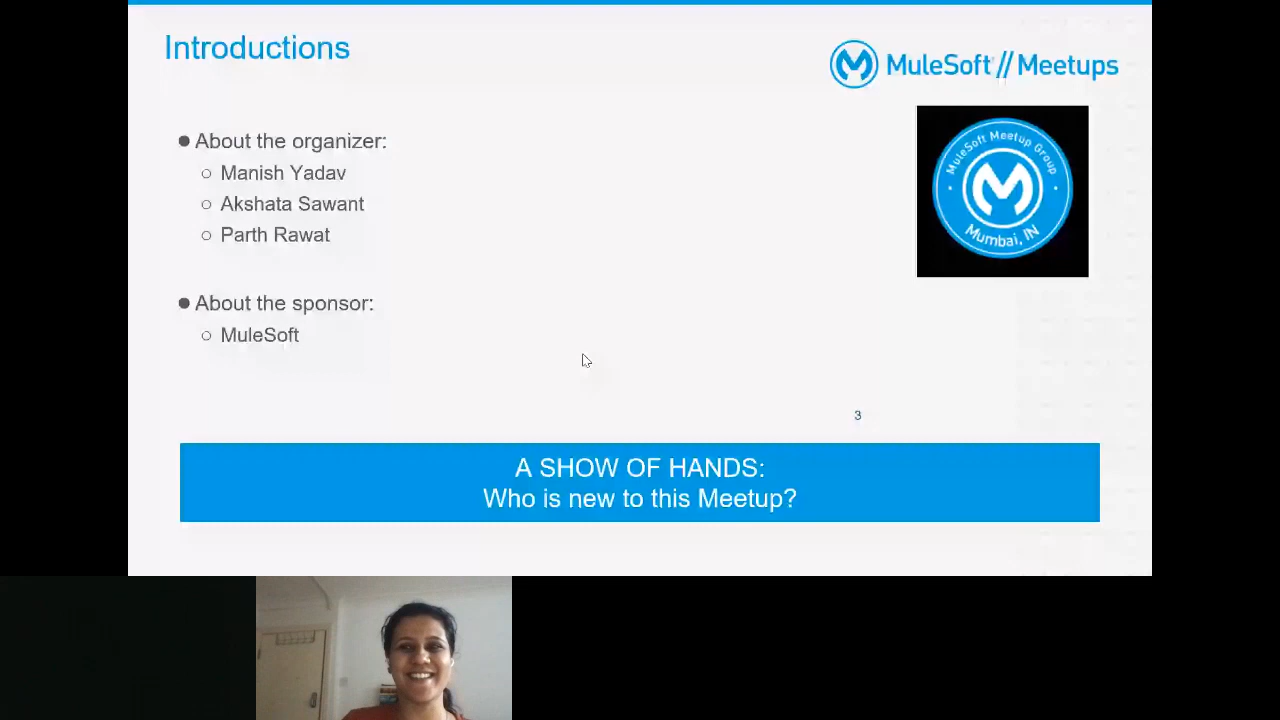 Introductions
MuleSoft // Meetups
● About the organizer:
○ Manish Yadav
○ Akshata Sawant
○ Parth Rawat
● About the sponsor:
○ MuleSoft
MuleSoft Meetup Group
Mumbai, IN
3
A SHOW OF HANDS:
Who is new to this Meetup?